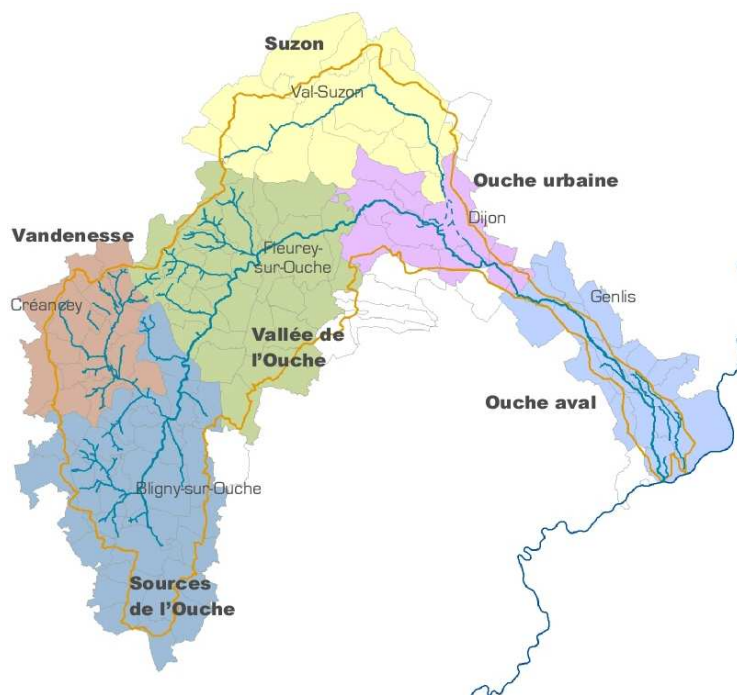 Suzon
Val-Suzon
Ouche urbaine
Dijon
Vandenesse
Fleurey-
sur-Ouche
Créancey
Genlis
Vallée de
l'Ouche
Ouche aval
Bligny-sur-Ouche
Sources
de l'Ouche